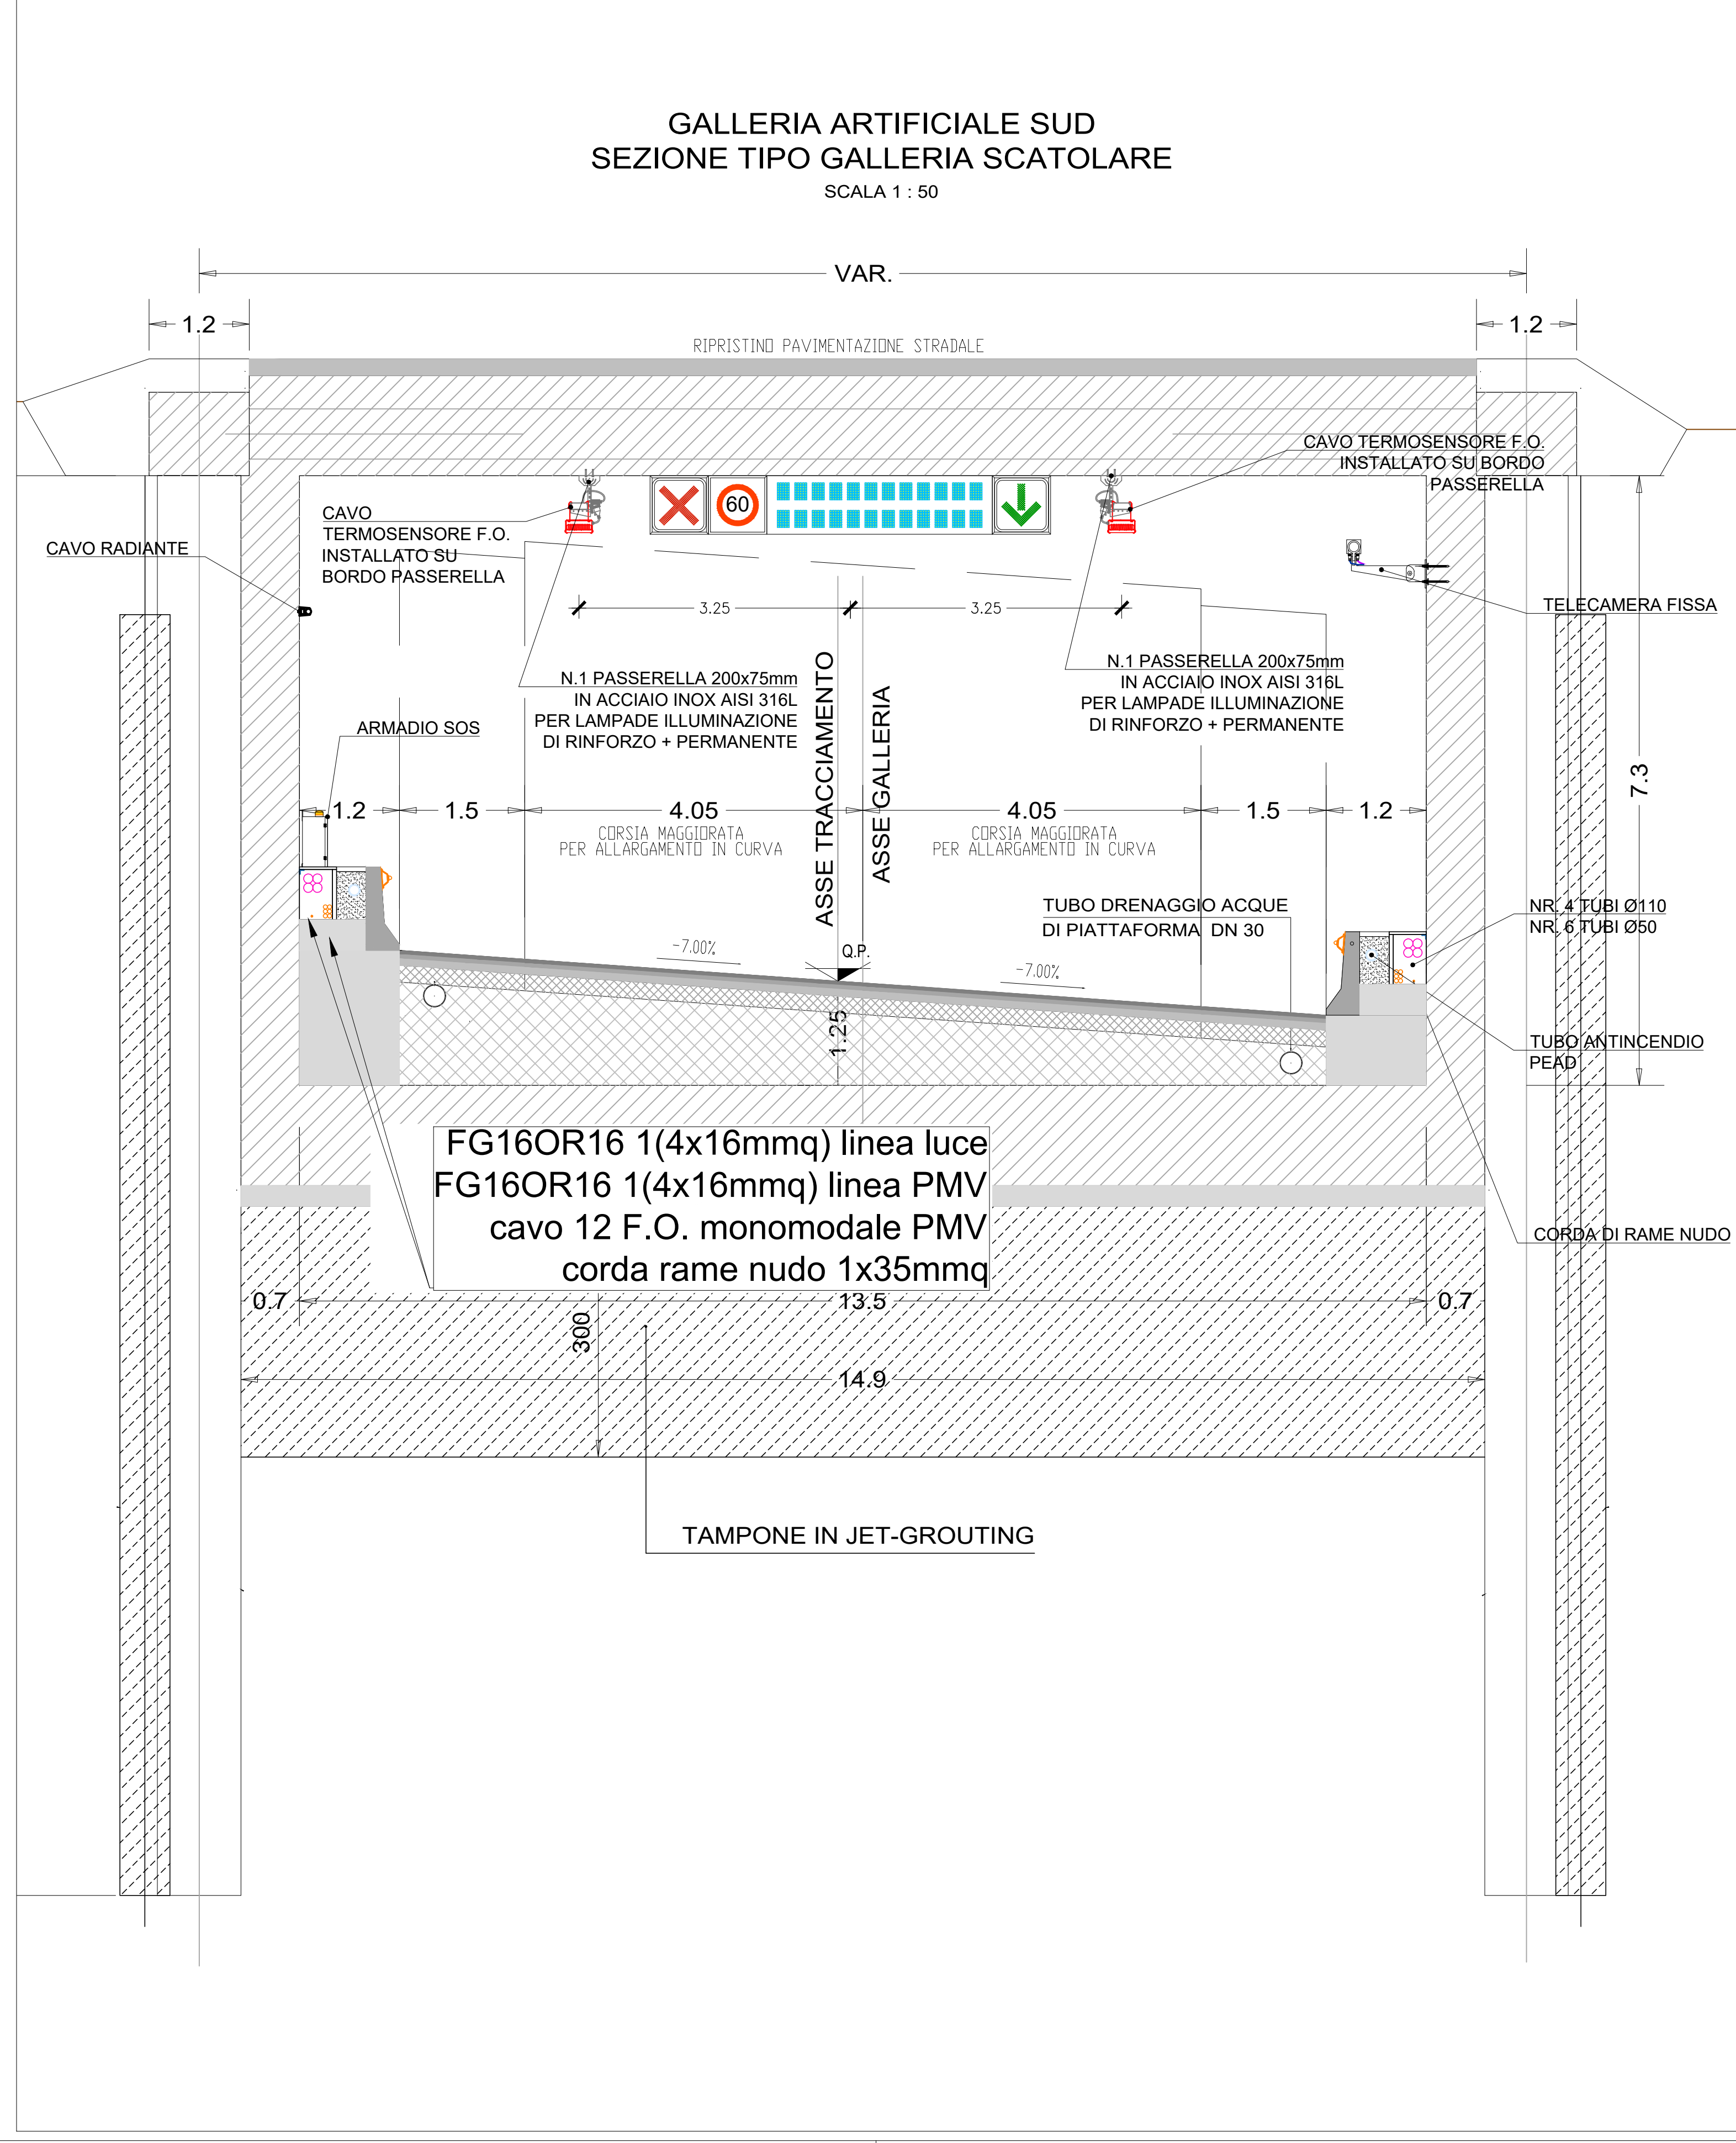 GALLERIA ARTIFICIALE SUD
SEZIONE TIPO GALLERIA SCATOLARE
SCALA 1 : 50
VAR.
1.2
1.2
RIPRISTINO PAVIMENTAZIONE STRADALE
CAVO TERMOSENSORE F.O.
INSTALLATO SU BORDO
PASSERELLA
60
CAVO
TERMOSENSORE F.O.
INSTALLATO SU
BORDO PASSERELLA
CAVO RADIANTE
TELECAMERA FISSA
3.25
3.25
N.1 PASSERELLA 200x75mm
IN ACCIAIO INOX AISI 316L
PER LAMPADE ILLUMINAZIONE
DI RINFORZO + PERMANENTE
N.1 PASSERELLA 200x75mm
IN ACCIAIO INOX AISI 316L
PER LAMPADE ILLUMINAZIONE
DI RINFORZO + PERMANENTE
ASSE TRACCIAMENTO
ASSE GALLERIA
ARMADIO SOS
7.3
1.2
1.5
4.05
4.05
1.5
1.2
CORSIA MAGGIORATA
PER ALLARGAMENTO IN CURVA
CORSIA MAGGIORATA
PER ALLARGAMENTO IN CURVA
TUBO DRENAGGIO ACQUE
DI PIATTAFORMA DN 30
NR. 4 TUBI Ø110
NR. 6 TUBI Ø50
-7.00%
Q.P.
-7.00%
1.25
TUBO ANTINCENDIO
PEAD
FG16OR16 1(4x16mmq) linea luce
FG16OR16 1(4x16mmq) linea PMV
cavo 12 F.O. monomodale PMV
corda rame nudo 1x35mmq
CORDA DI RAME NUDO
0.7
13.5
0.7
300
14.9
TAMPONE IN JET-GROUTING